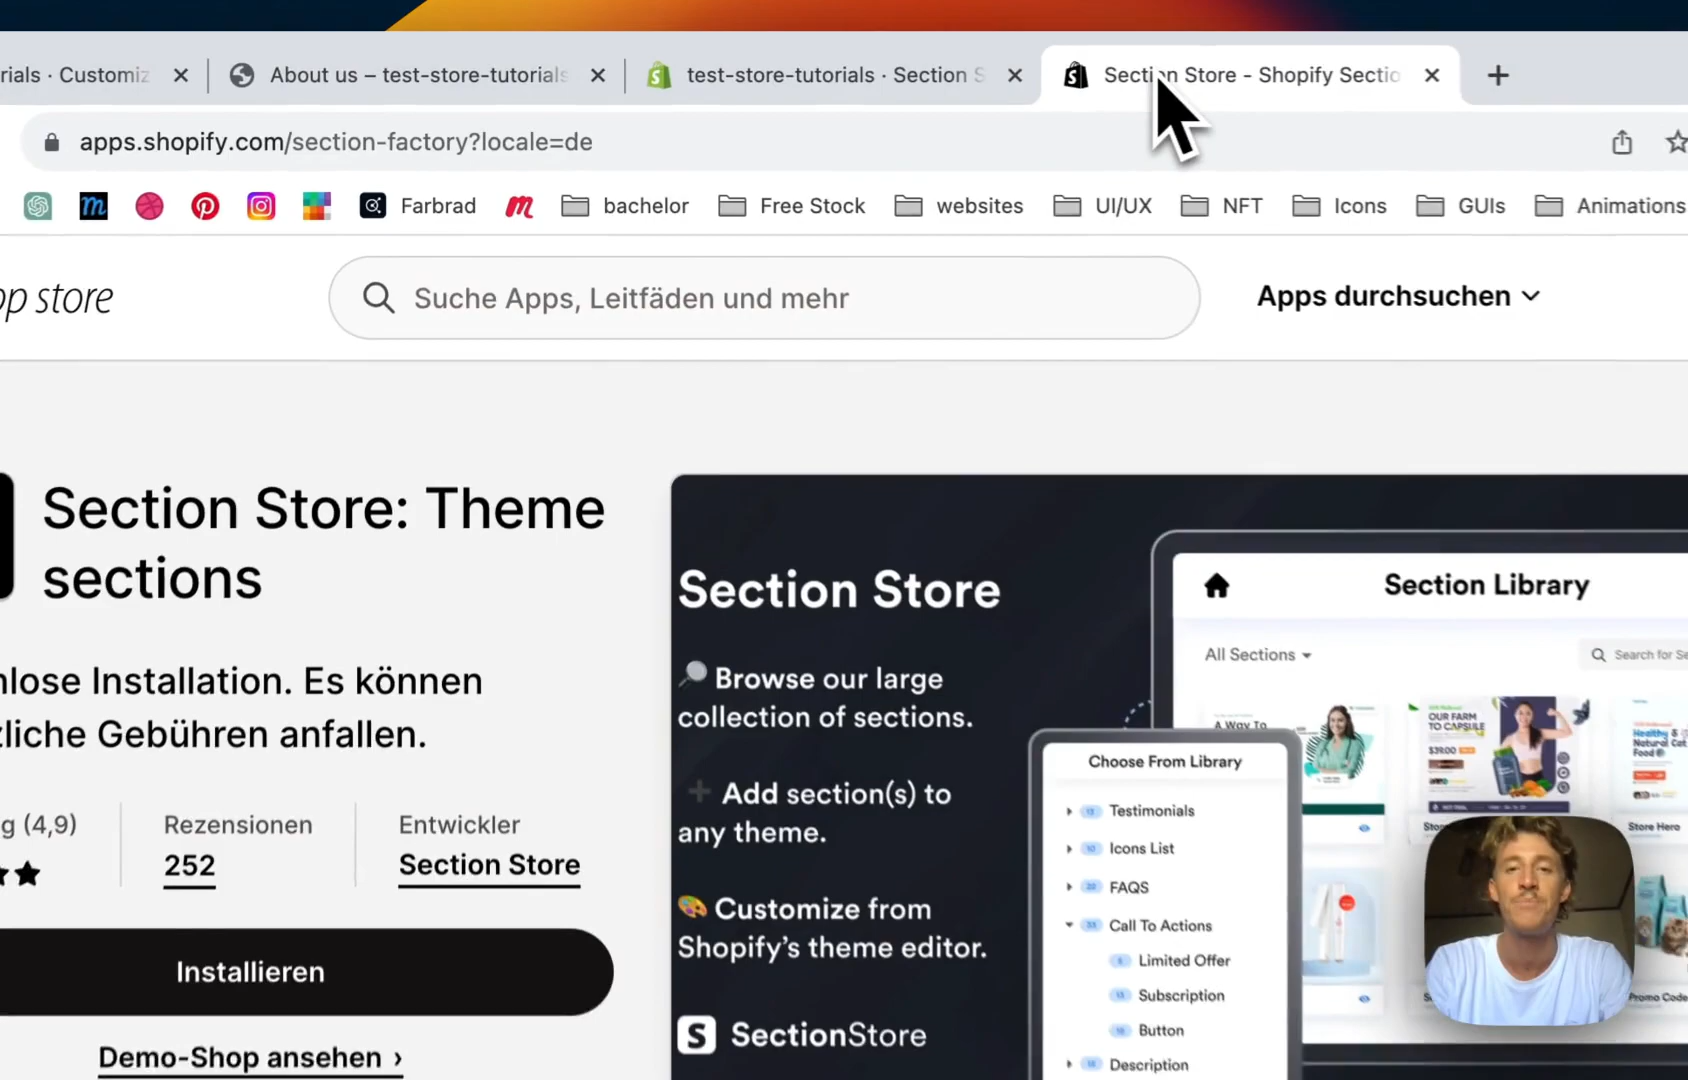 rials · Customiz
About us – test-store-tutorials
test-store-tutorials · Section S
Section Store - Shopify Sectio
apps.shopify.com/section-factory?locale=de
Farbrad
bachelor
Free Stock
websites
UI/UX
NFT
Icons
GUIs
Animations
pp store
Suche Apps, Leitfäden und mehr
Apps durchsuchen
Section Store: Theme
sections
nlose Installation. Es können
zliche Gebühren anfallen.
g (4,9)
Rezensionen
252
Entwickler
Section Store
Installieren
Demo-Shop ansehen ›
Section Store
Browse our large
collection of sections.
Add section(s) to
any theme.
Customize from
Shopify's theme editor.
S SectionStore
Section Library
All Sections
Search for Se
A Way To
OUR FARM
TO CAPSULE
$39.00
Healthy &
Natural Cat
Food
Store Hero
Promo Code
Choose From Library
Testimonials
Icons List
FAQS
Call To Actions
Limited Offer
Subscription
Button
Description